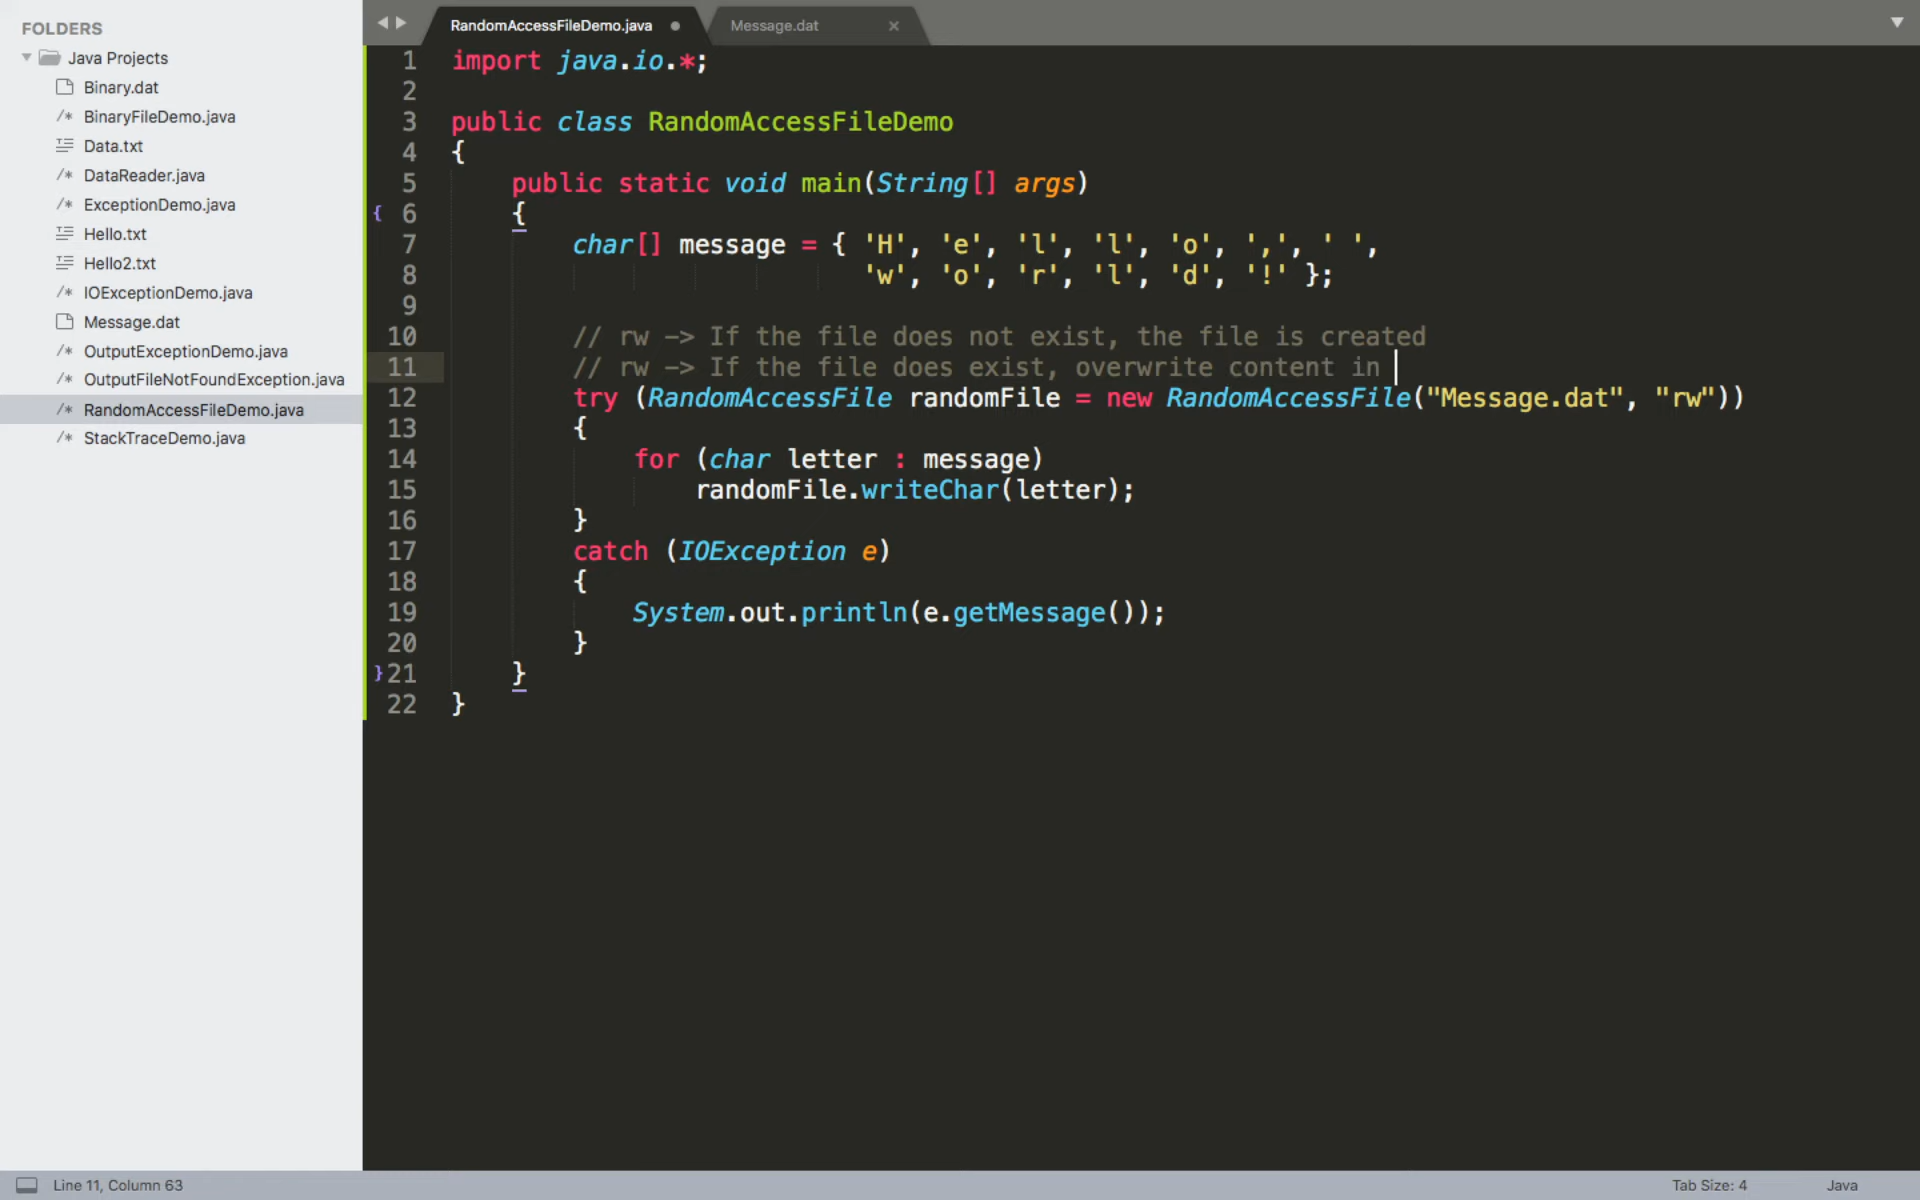 FOLDERS
Java Projects
Binary.dat
/* BinaryFileDemo.java
Data.txt
/* DataReader.java
/* ExceptionDemo.java
Hello.txt
Hello2.txt
/* IOExceptionDemo.java
Message.dat
/* OutputExceptionDemo.java
/* OutputFileNotFoundException.java
/* RandomAccessFileDemo.java
/* StackTraceDemo.java
RandomAccessFileDemo.java
Message.dat
1 import java.io.*;
2
3 public class RandomAccessFileDemo
4 {
5 public static void main(String[] args)
{ 6 {
7 char[] message = { 'H', 'e', 'l', 'l', 'o', ',', ' ',
8 'w', 'o', 'r', 'l', 'd', '!' };
9
10 // rw -> If the file does not exist, the file is created
11 // rw -> If the file does exist, overwrite content in
12 try (RandomAccessFile randomFile = new RandomAccessFile("Message.dat", "rw"))
13 {
14 for (char letter : message)
15 randomFile.writeChar(letter);
16 }
17 catch (IOException e)
18 {
19 System.out.println(e.getMessage());
20 }
} 21 }
22 }
Line 11, Column 63
Tab Size: 4
Java